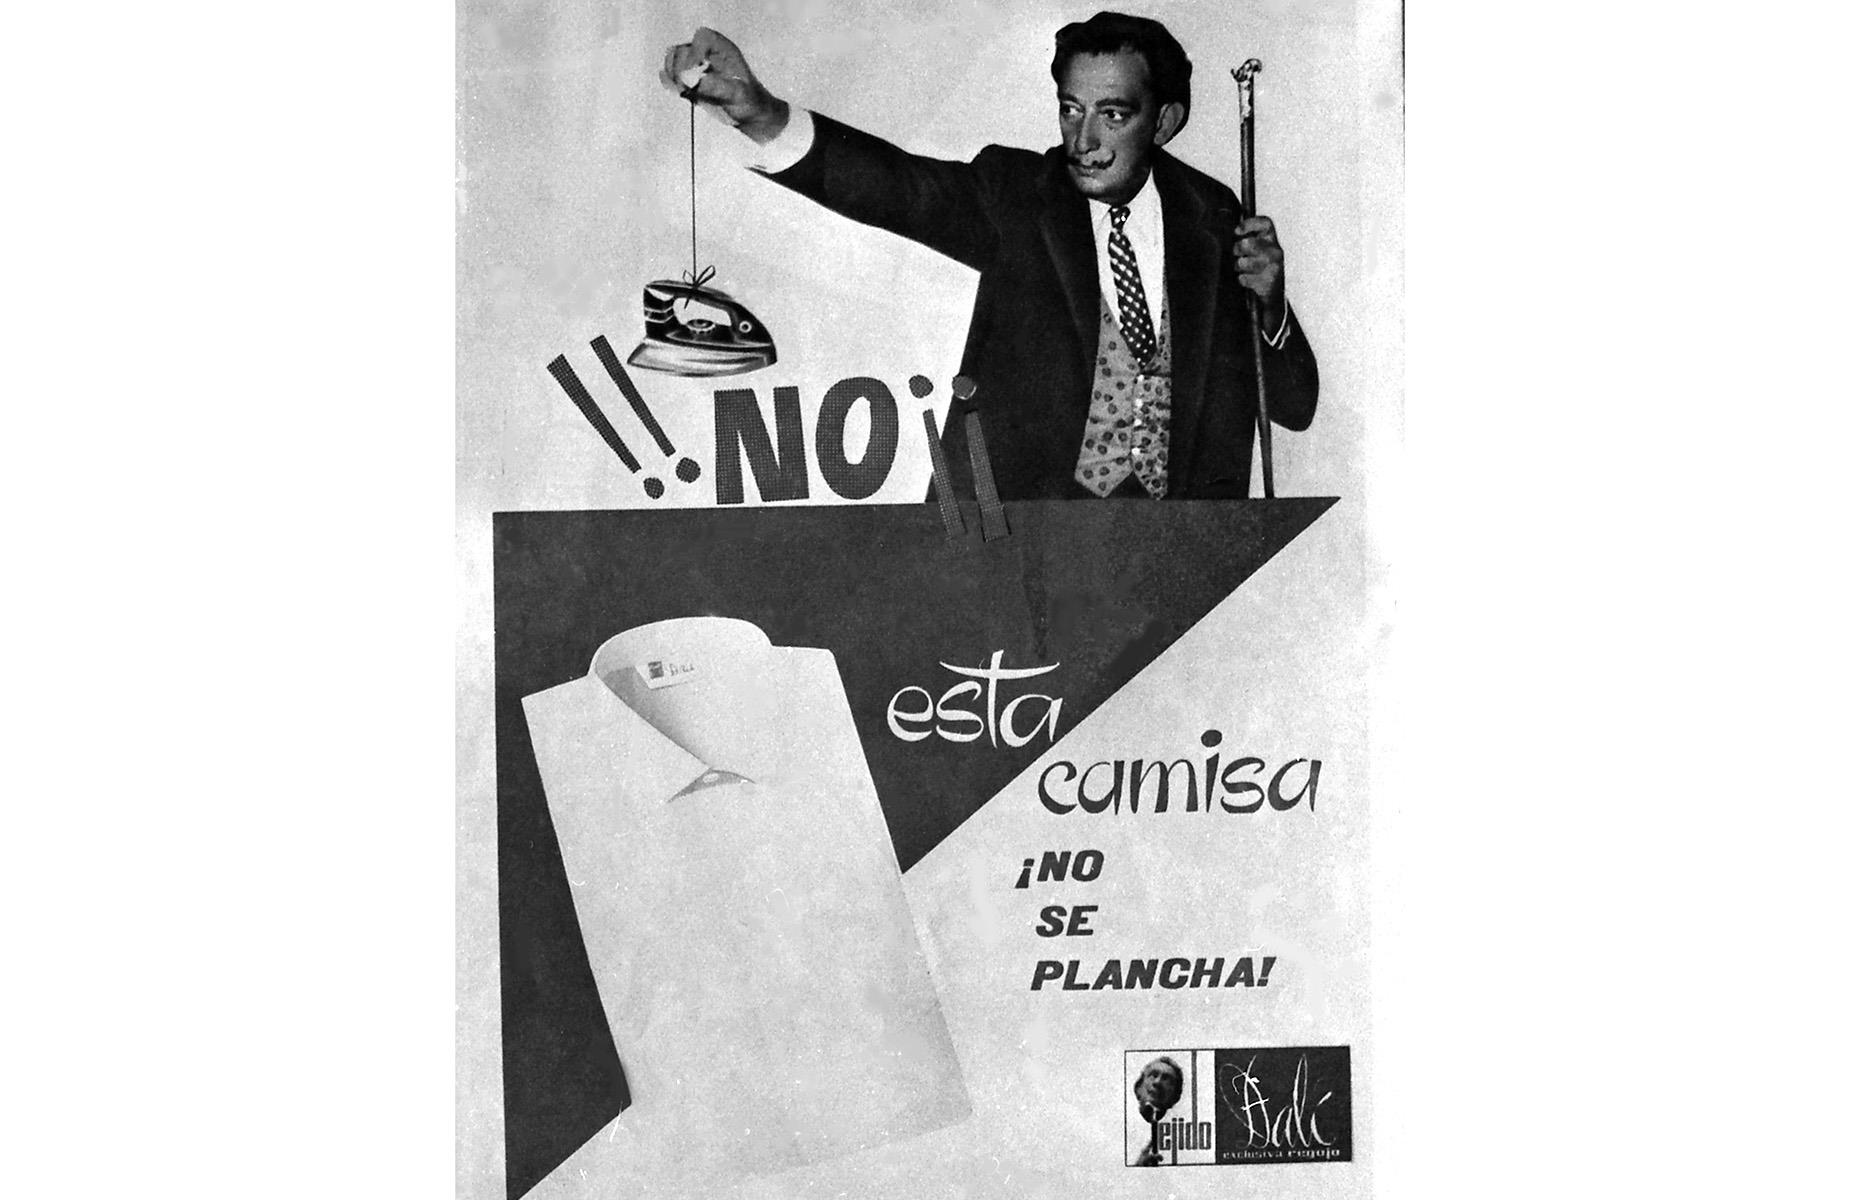 !!NO¡¡
esta
camisa
¡NO
SE
PLANCHA!
Tejido
Dalí
exclusiva regojo